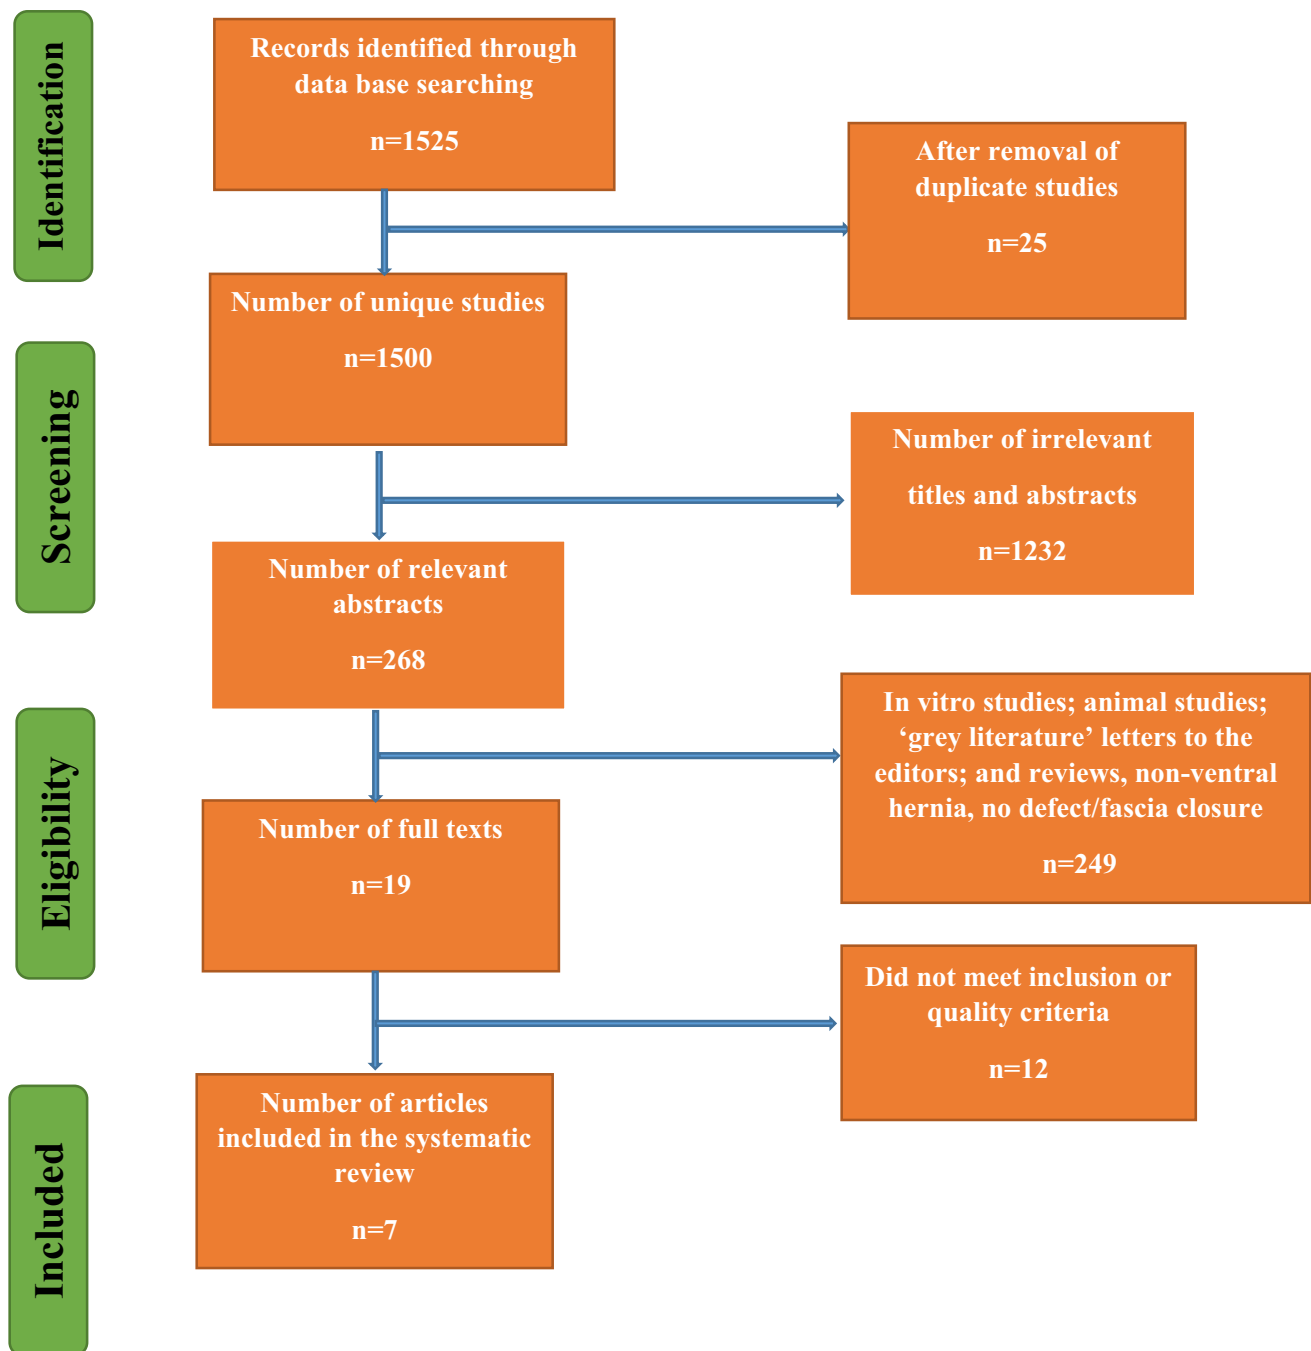 Identification
Records identified through
data base searching
n=1525
After removal of
duplicate studies
n=25
Number of unique studies
n=1500
Screening
Number of irrelevant
titles and abstracts
n=1232
Number of relevant
abstracts
n=268
Eligibility
In vitro studies; animal studies;
‘grey literature’ letters to the
editors; and reviews, non-ventral
hernia, no defect/fascia closure
n=249
Number of full texts
n=19
Did not meet inclusion or
quality criteria
n=12
Included
Number of articles
included in the systematic
review
n=7